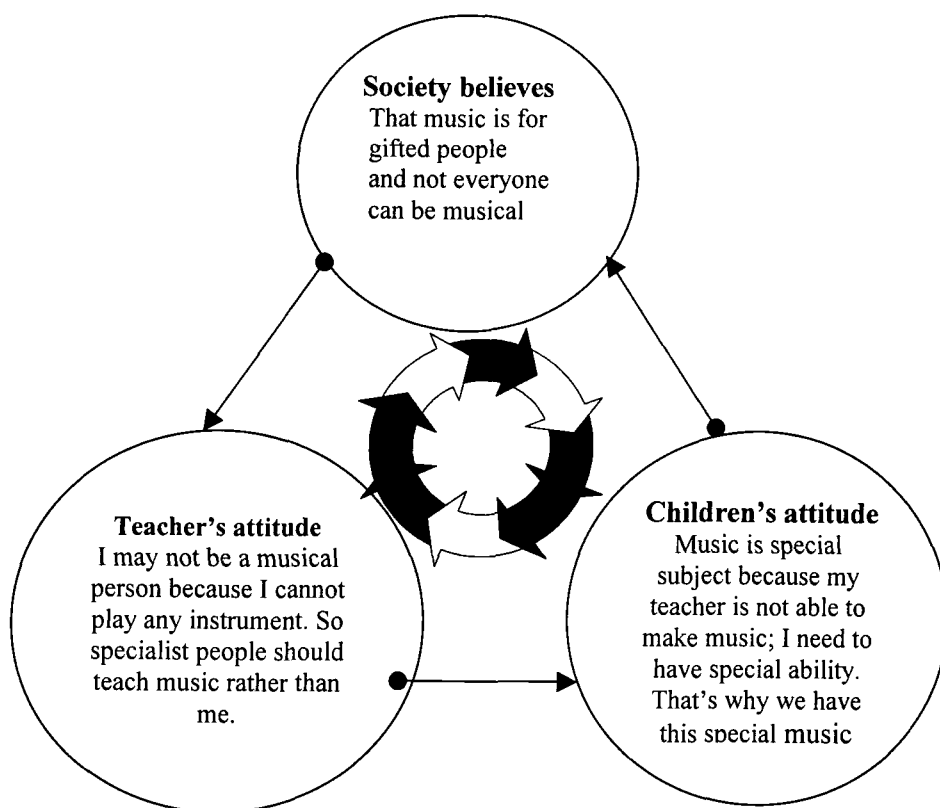 Society believes
That music is for
gifted people
and not everyone
can be musical
Teacher's attitude
I may not be a musical
person because I cannot
play any instrument. So
specialist people should
teach music rather than
me.
Children's attitude
Music is special
subject because my
teacher is not able to
make music; I need to
have special ability.
That's why we have
this special music